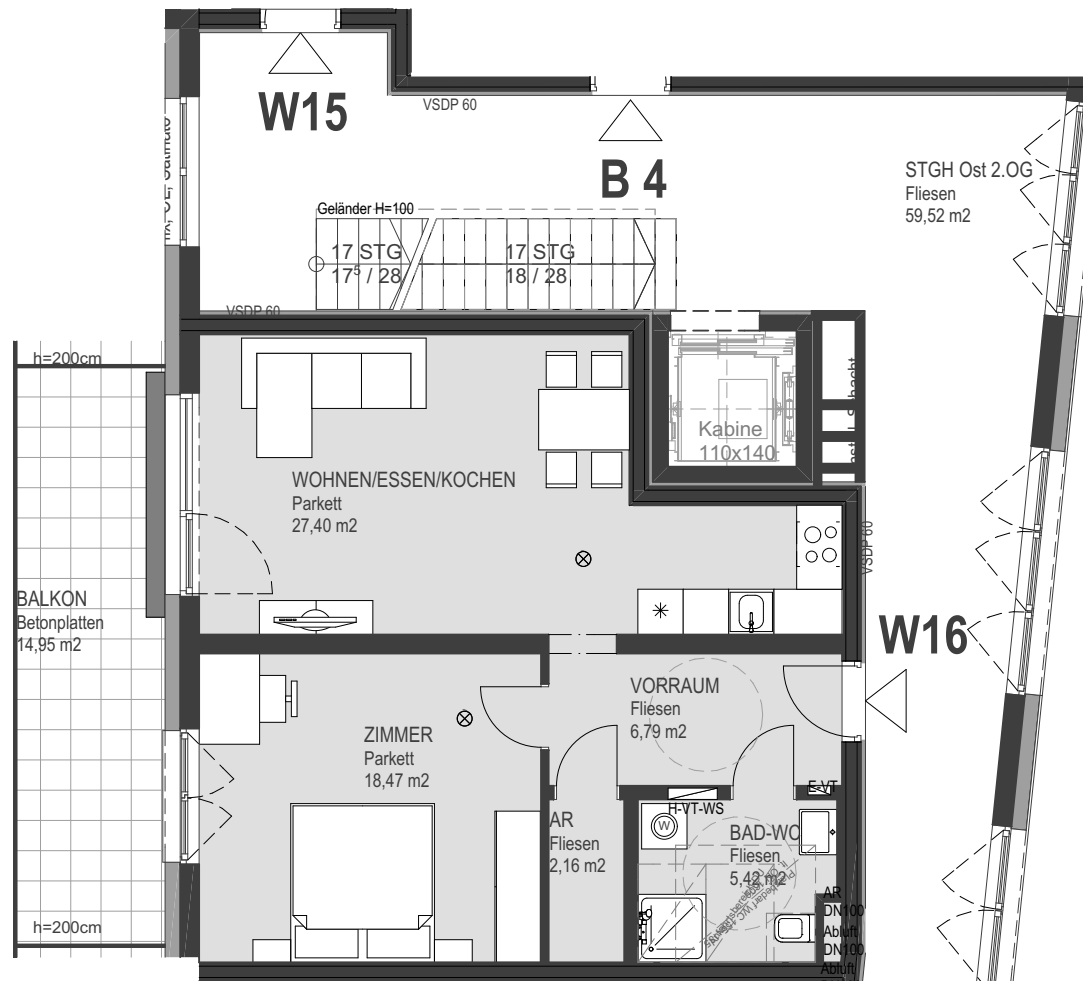 W15
VSDP 60
B 4
STGH Ost 2.OG
Fliesen
59,52 m2
Geländer H=100
17 STG
17⁵ / 28
17 STG
18 / 28
VSDP 60
h=200cm
Kabine
110x140
WOHNEN/ESSEN/KOCHEN
Parkett
27,40 m2
VSDP 60
BALKON
Betonplatten
14,95 m2
W16
VORRAUM
Fliesen
6,79 m2
ZIMMER
Parkett
18,47 m2
E-VT
H-VT-WS
AR
Fliesen
2,16 m2
W
BAD-WC
Fliesen
5,42 m2
AR
DN100
Abluft
DN100
Abluft
h=200cm